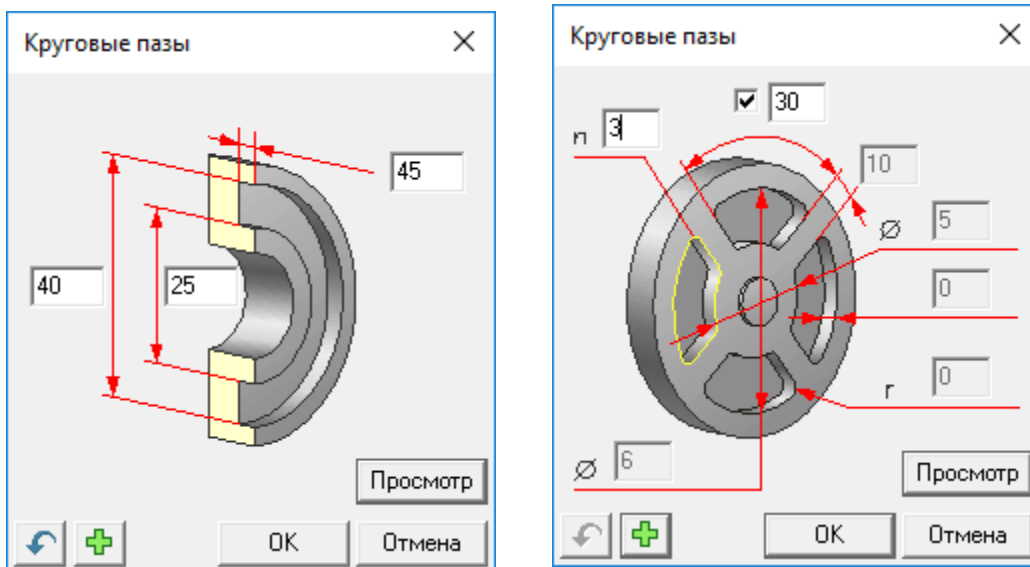 Круговые пазы
45
40
25
Просмотр
OK
Отмена
Круговые пазы
30
n 3
10
Ø 5
0
r 0
Ø 6
Просмотр
OK
Отмена